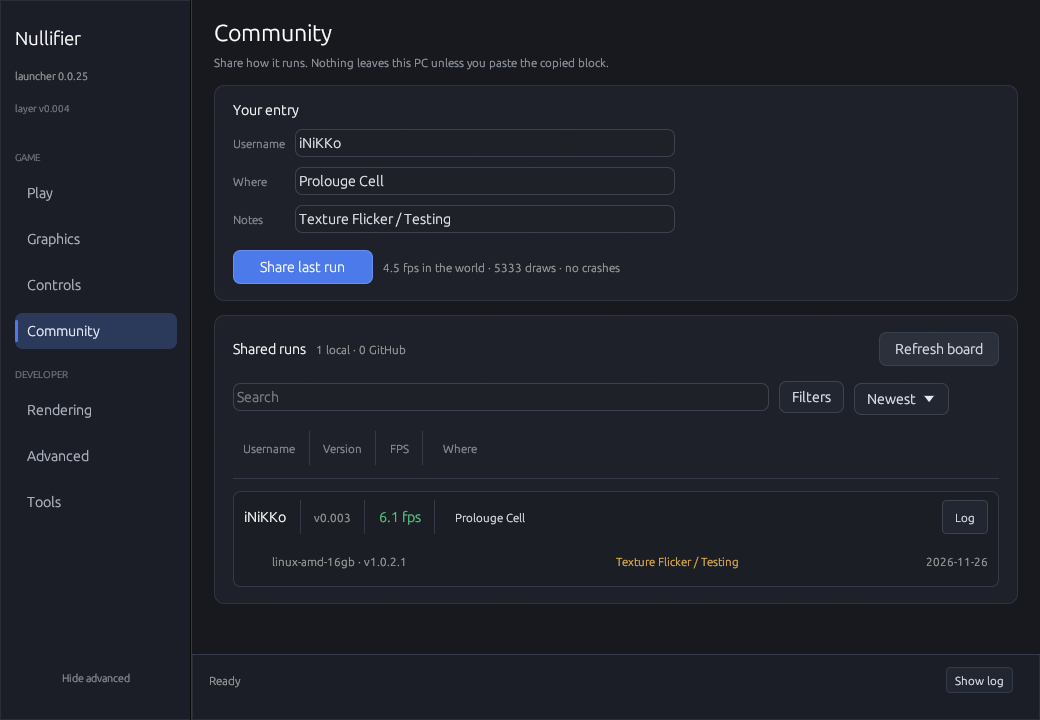 Nullifier
launcher 0.0.25
layer v0.004
GAME
Play
Graphics
Controls
Community
DEVELOPER
Rendering
Advanced
Tools
Hide advanced
Community
Share how it runs. Nothing leaves this PC unless you paste the copied block.
Your entry
Username iNiKKo
Where Prolouge Cell
Notes Texture Flicker / Testing
Share last run 4.5 fps in the world · 5333 draws · no crashes
Shared runs 1 local · 0 GitHub Refresh board
Search Filters Newest
Username Version FPS Where
iNiKKo v0.003 6.1 fps Prolouge Cell Log
linux-amd-16gb · v1.0.2.1 Texture Flicker / Testing 2026-11-26
Ready Show log